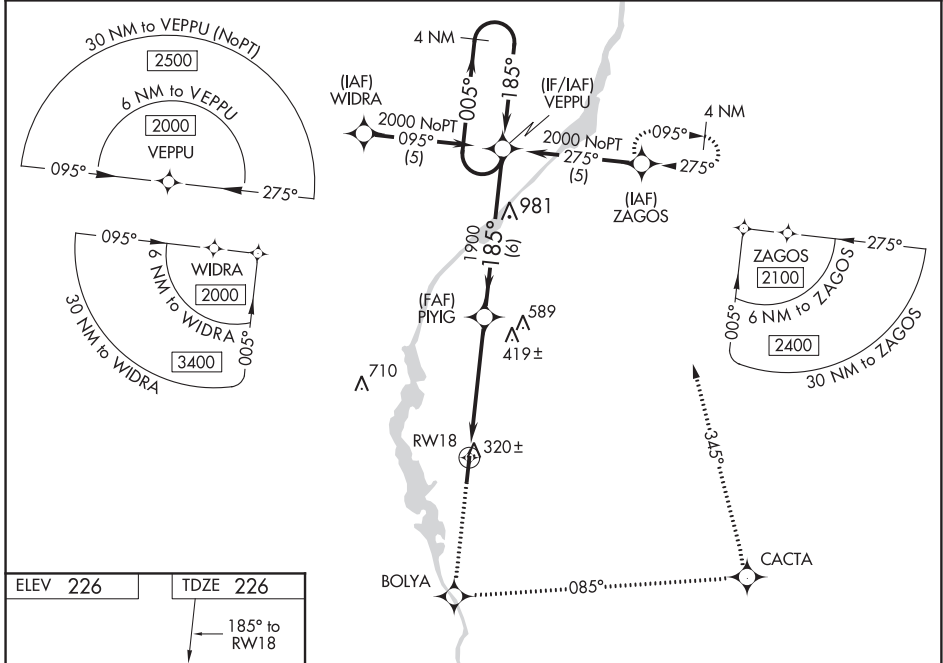 30 NM to VEPPU (NoPT)
2500
6 NM to VEPPU
2000
VEPPU
095°
275°
4 NM
005°
185°
(IAF)
WIDRA
2000 NoPT
095°
(5)
(IF/IAF)
VEPPU
2000 NoPT
275°
(5)
4 NM
095°
275°
(IAF)
ZAGOS
981
1900
185°
(6)
095°
WIDRA
2000
6 NM to WIDRA
3400
30 NM to WIDRA
005°
(FAF)
PIYIG
589
419±
710
ZAGOS
2100
275°
6 NM to ZAGOS
2400
30 NM to ZAGOS
005°
RW18
320±
345°
BOLYA
085°
CACTA
ELEV 226
TDZE 226
185° to
RW18